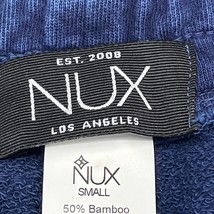 EST. 2008
NUX
LOS ANGELES
NUX
SMALL
50% Bamboo